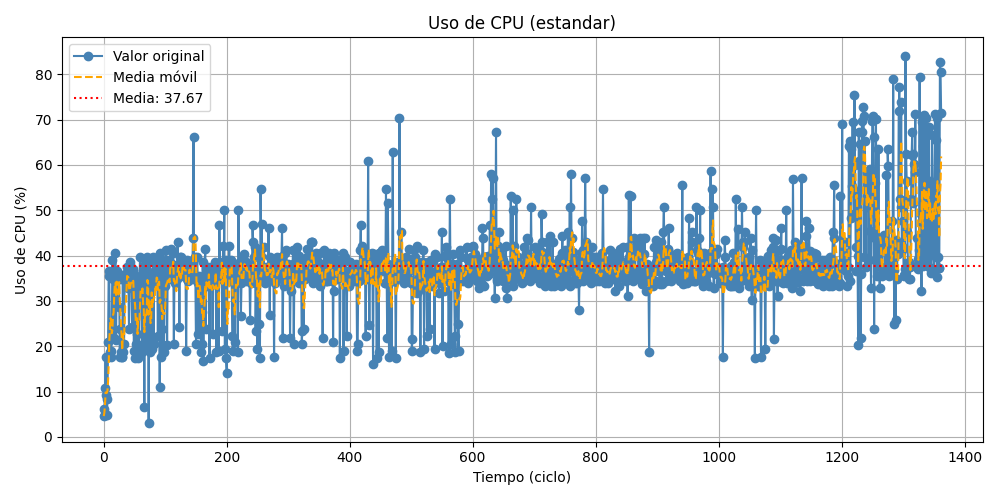 Uso de CPU (estandar)
Valor original
Media móvil
Media: 37.67
Uso de CPU (%)
80
70
60
50
40
30
20
10
0
0 200 400 600 800 1000 1200 1400
Tiempo (ciclo)